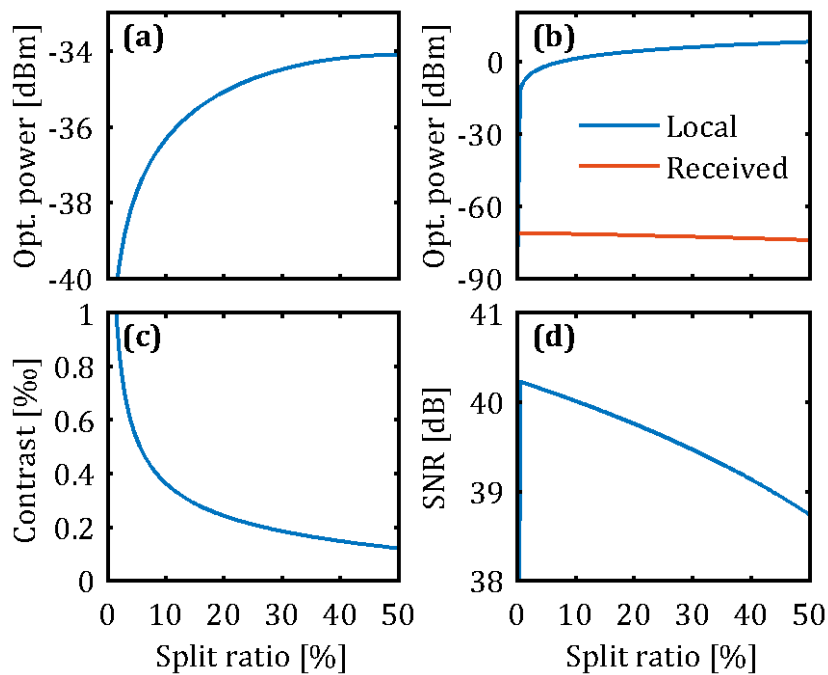 (a)
Opt. power [dBm]
-34
-36
-38
-40
(b)
Opt. power [dBm]
0
-30
-60
-90
Local
Received
(c)
Contrast [‰]
1
0.8
0.6
0.4
0.2
0
0 10 20 30 40 50
Split ratio [%]
(d)
SNR [dB]
41
40
39
38
0 10 20 30 40 50
Split ratio [%]